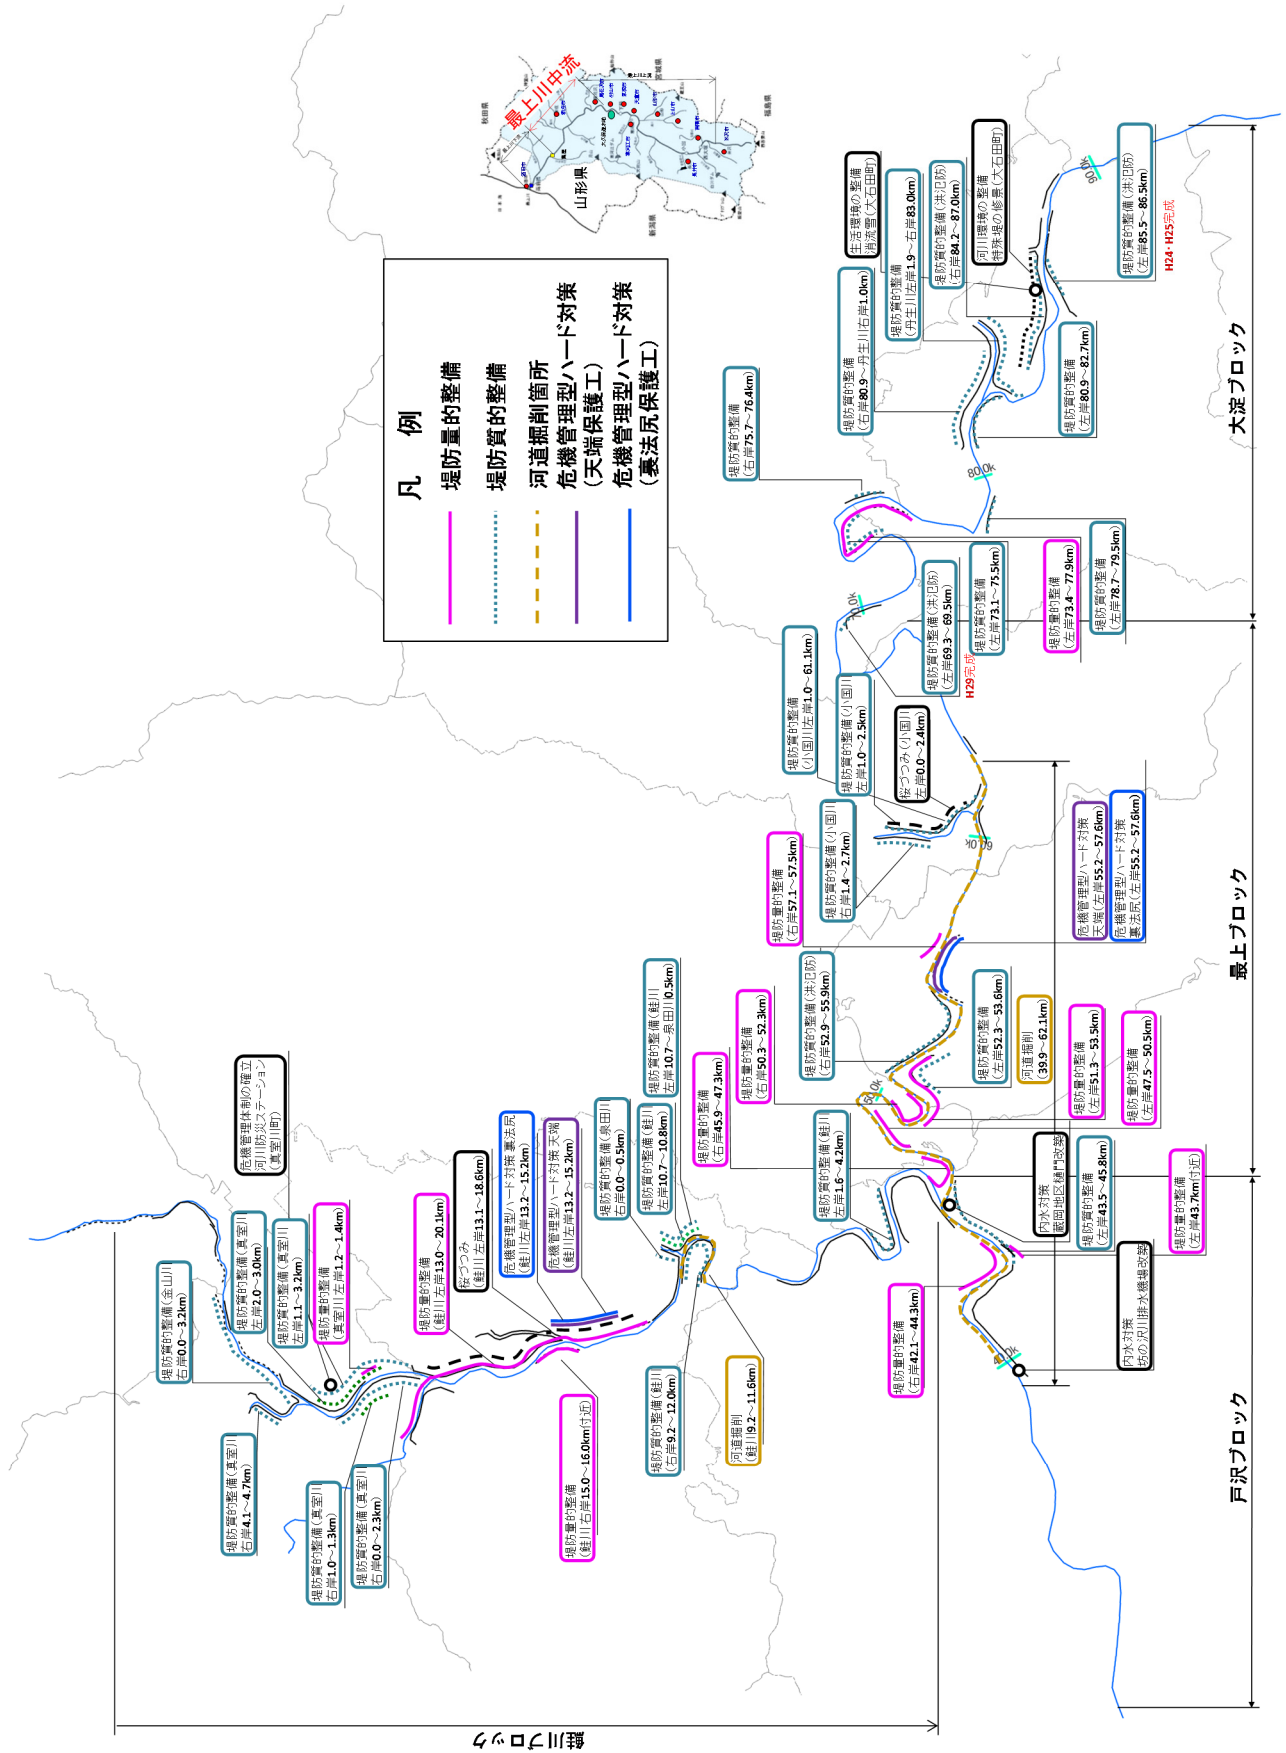 凡　例
堤防量的整備
堤防質的整備
河道掘削箇所
危機管理型ハード対策
(天端保護工)
危機管理型ハード対策
(裏法尻保護工)
最上川中流
山形県
秋田県
宮城県
福島県
新潟県
鮭川ブロック
戸沢ブロック
最上ブロック
大淀ブロック
堤防質的整備(金山川
右岸0.0～3.2km)
堤防質的整備(真室川
左岸2.0～3.0km)
堤防質的整備(真室川
左岸1.1～3.2km)
堤防量的整備
(真室川左岸1.2～1.4km)
危機管理体制の確立
河川防災ステーション
(真室川町)
堤防質的整備(真室川
右岸4.1～4.7km)
堤防質的整備(真室川
右岸1.0～1.3km)
堤防質的整備(真室川
右岸0.0～2.3km)
堤防量的整備
(鮭川左岸13.0～20.1km)
桜づつみ
(鮭川左岸13.1～18.6km)
危機管理型ハード対策 裏法尻
(鮭川左岸13.2～15.2km)
危機管理型ハード対策 天端
(鮭川左岸13.2～15.2km)
堤防量的整備
(鮭川右岸15.0～16.0km付近)
堤防質的整備(泉田川
右岸0.0～0.5km)
堤防質的整備(鮭川
左岸10.7～10.8km)
堤防質的整備(鮭川
左岸10.7～泉田川0.5km)
堤防質的整備(鮭川
右岸9.2～12.0km)
河道掘削
(鮭川9.2～11.6km)
堤防質的整備(鮭川
左岸1.6～4.2km)
堤防量的整備
(右岸45.9～47.3km)
堤防量的整備
(右岸50.3～52.3km)
堤防質的整備(洪氾防)
(右岸52.9～55.9km)
堤防量的整備
(右岸57.1～57.5km)
堤防質的整備(小国川
右岸1.4～2.7km)
堤防質的整備
(小国川左岸1.0～61.1km)
堤防質的整備(小国川
左岸1.0～2.5km)
桜づつみ(小国川
左岸0.0～2.4km)
堤防量的整備
(右岸42.1～44.3km)
内水対策
坊の沢川排水機場改築
内水対策
蔵岡地区樋門改築
堤防質的整備
(左岸43.5～45.8km)
堤防量的整備
(左岸43.7km付近)
堤防量的整備
(左岸47.5～50.5km)
堤防量的整備
(左岸51.3～53.5km)
河道掘削
(39.9～62.1km)
堤防質的整備
(左岸52.3～53.6km)
危機管理型ハード対策
天端(左岸55.2～57.6km)
危機管理型ハード対策
裏法尻(左岸55.2～57.6km)
堤防質的整備(洪氾防)
(左岸69.3～69.5km)
H29完成
堤防質的整備
(左岸73.1～75.5km)
堤防量的整備
(左岸73.4～77.9km)
堤防質的整備
(左岸78.7～79.5km)
堤防質的整備
(右岸75.7～76.4km)
堤防質的整備
(右岸80.9～丹生川右岸1.0km)
堤防質的整備
(丹生川左岸1.9～右岸83.0km)
生活環境の整備
消流雪(大石田町)
堤防質的整備(洪氾防)
(右岸84.2～87.0km)
河川環境の整備
特殊堤の修景(大石田町)
堤防質的整備
(左岸80.9～82.7km)
堤防質的整備(洪氾防)
(左岸85.5～86.5km)
H24・H25完成
40.0k
50.0k
60.0k
70.0k
80.0k
90.0k